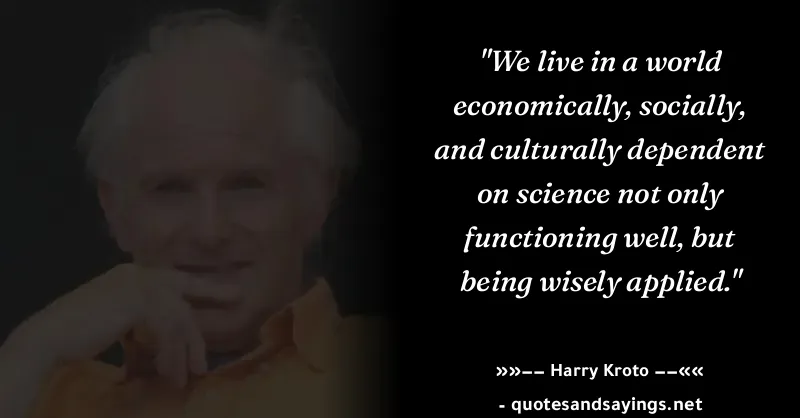 "We live in a world
economically, socially,
and culturally dependent
on science not only
functioning well, but
being wisely applied."
»»–– Harry Kroto ––««
- quotesandsayings.net